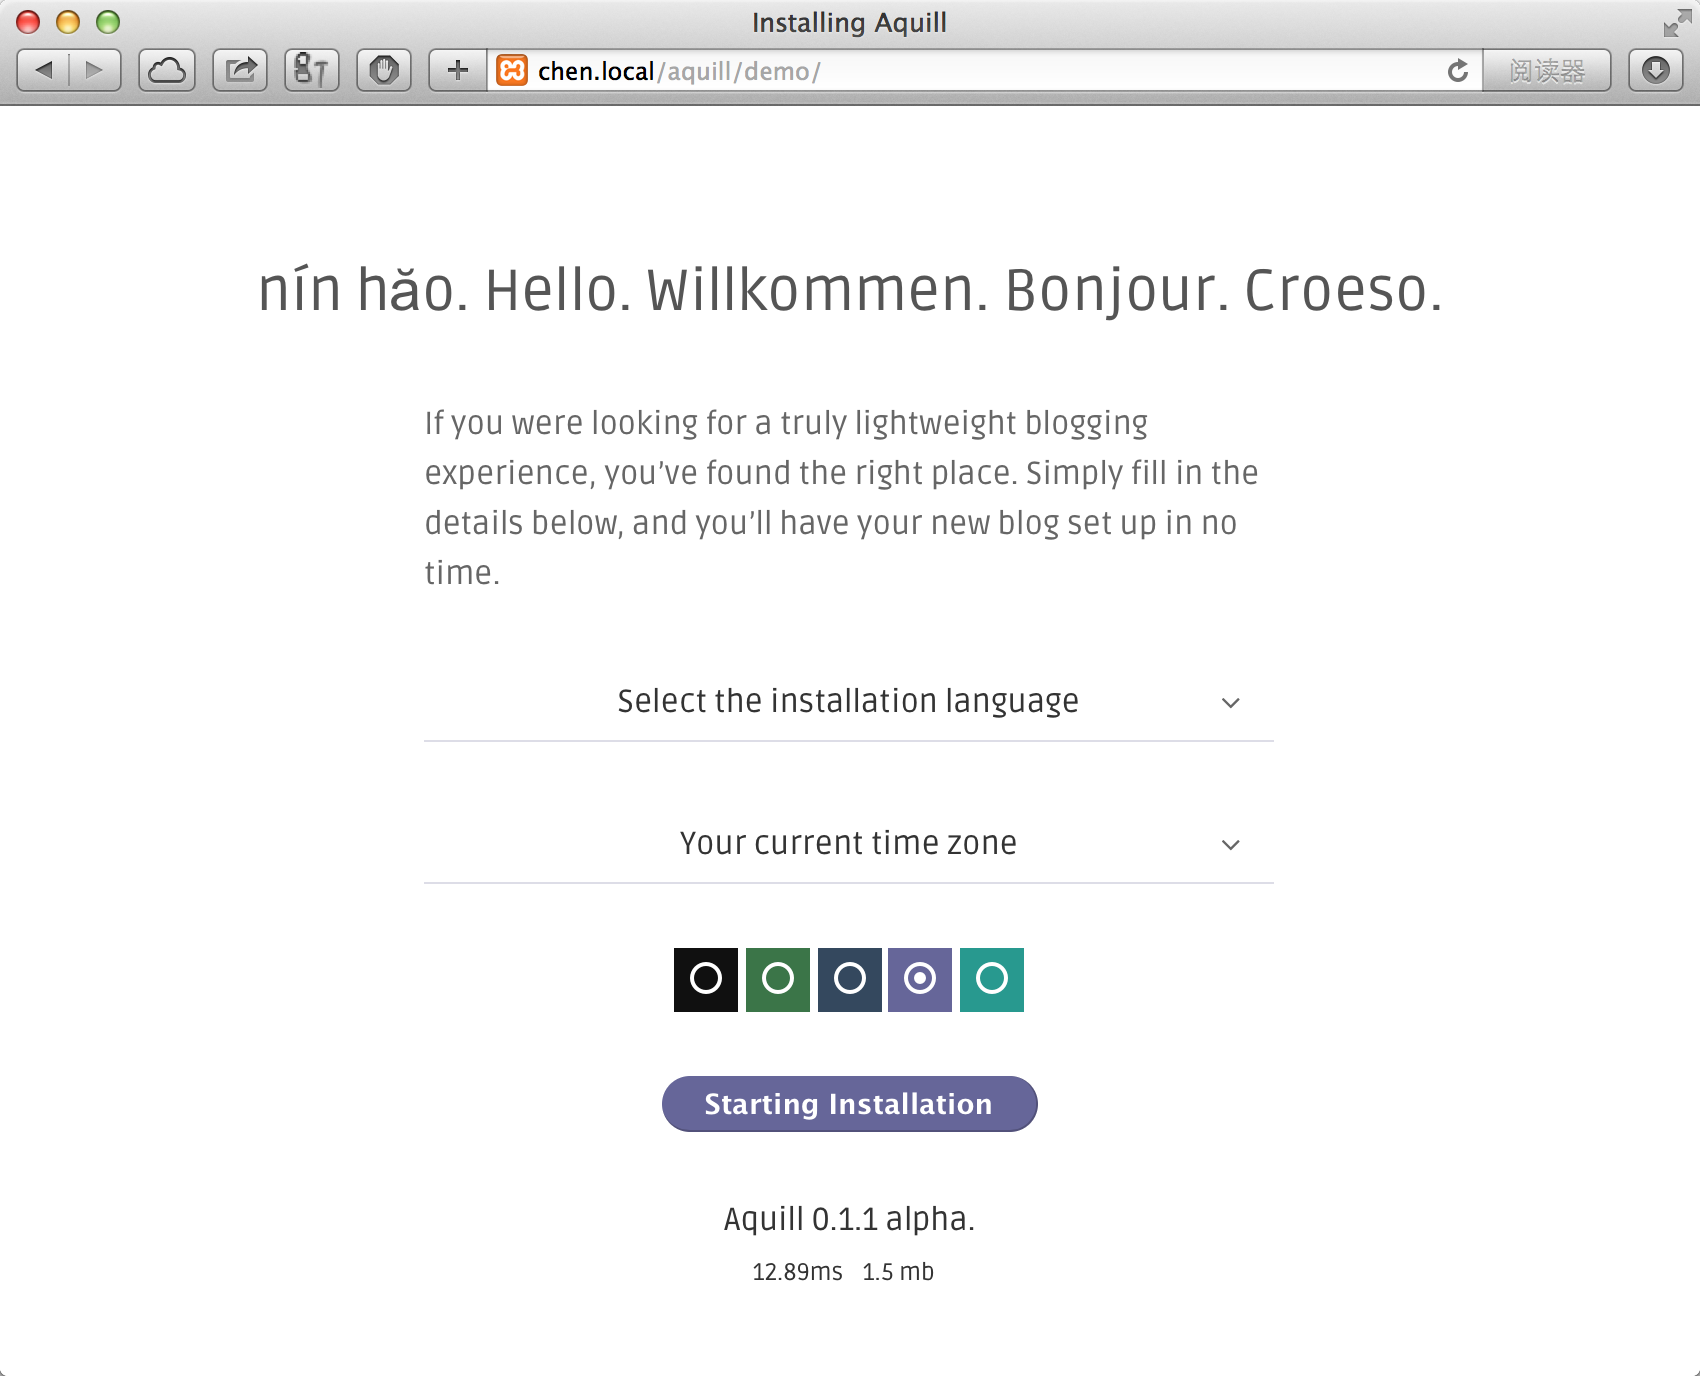 Installing Aquill
chen.local/aquill/demo/
阅读器
nín hăo. Hello. Willkommen. Bonjour. Croeso.
If you were looking for a truly lightweight blogging
experience, you’ve found the right place. Simply fill in the
details below, and you’ll have your new blog set up in no
time.
Select the installation language
Your current time zone
Starting Installation
Aquill 0.1.1 alpha.
12.89ms 1.5 mb